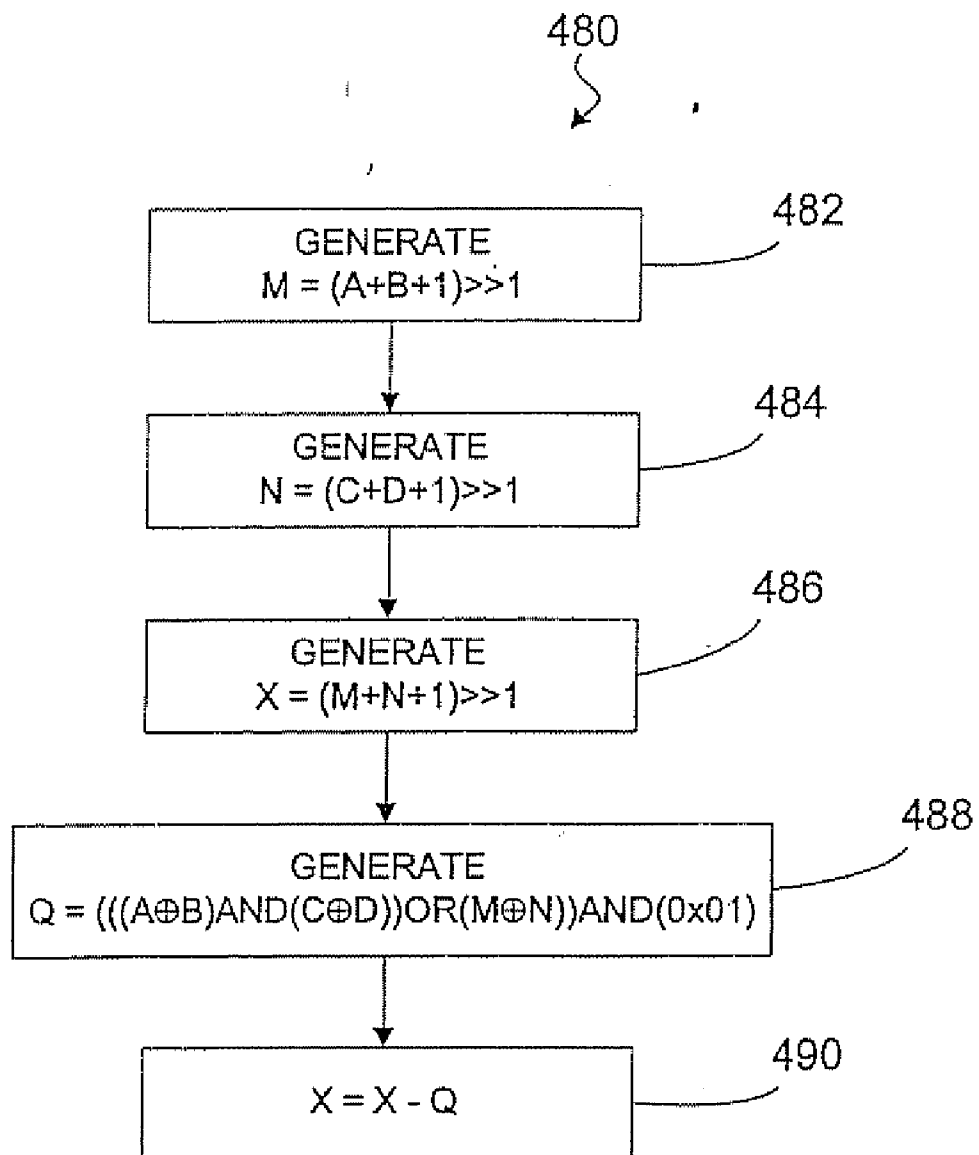 480
482
GENERATE
M = (A+B+1)>>1
484
GENERATE
N = (C+D+1)>>1
486
GENERATE
X = (M+N+1)>>1
488
GENERATE
Q = (((A⊕B)AND(C⊕D))OR(M⊕N))AND(0x01)
490
X = X - Q